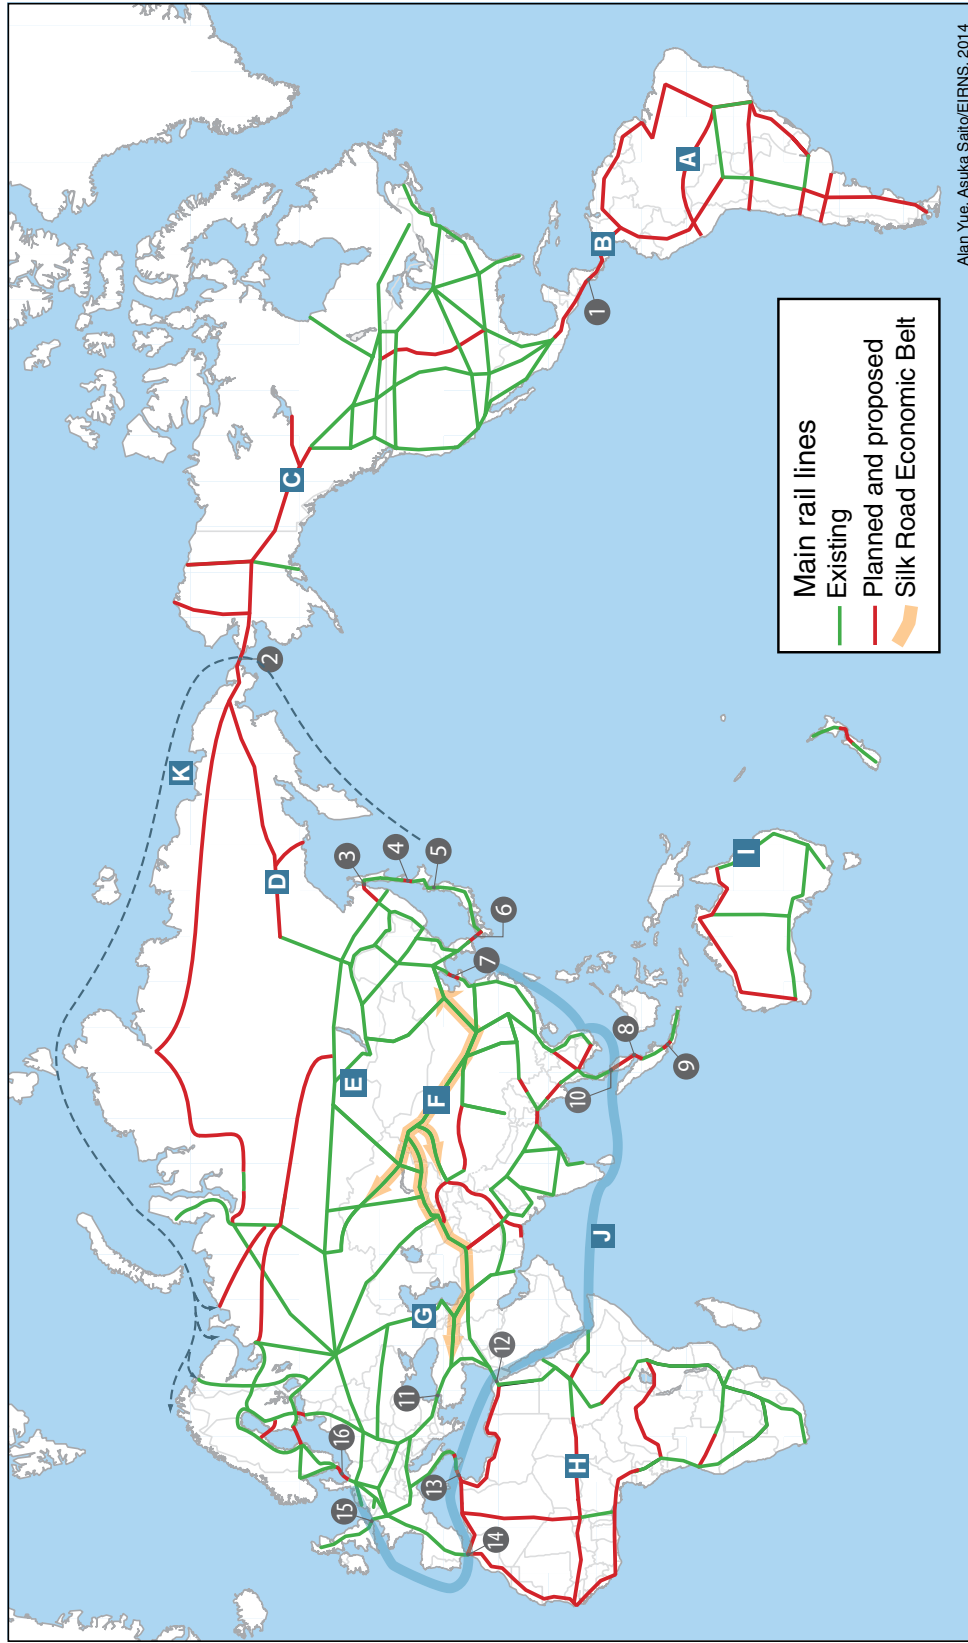 K
2
C
D
3
4
5
E
6
7
F
G
16
15
11
12
13
14
10
8
9
J
H
I
1
B
A
Main rail lines
Existing
Planned and proposed
Silk Road Economic Belt
Alan Yue, Asuka Saito/EIRNS, 2014